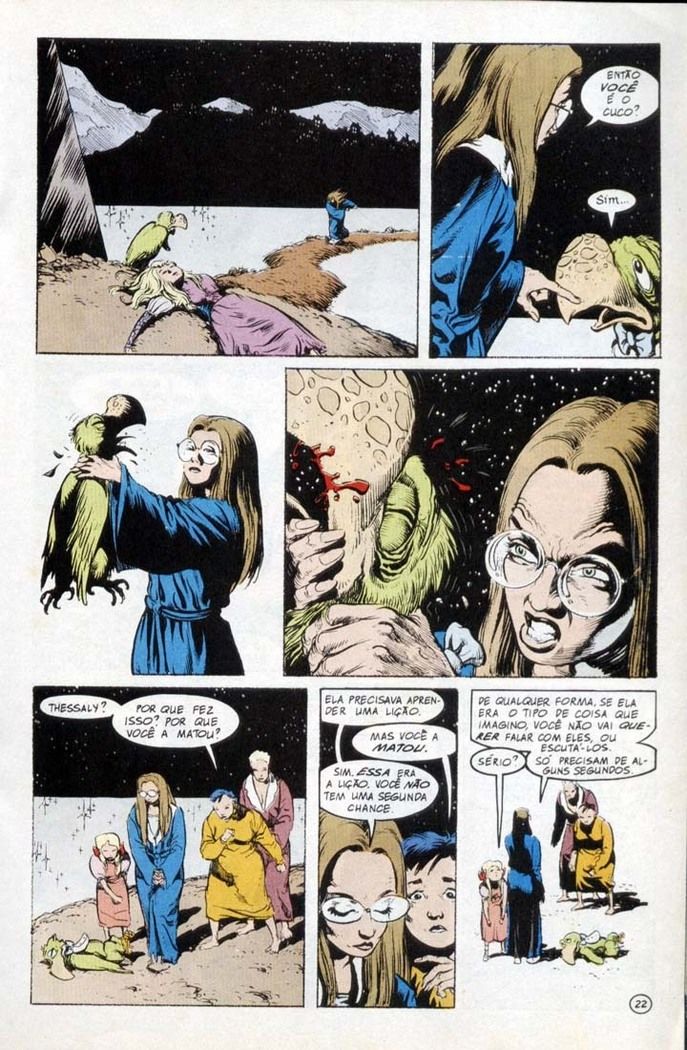 ENTÃO
VOCÊ
É O
CUCO?
SIM...
THESSALY?
POR QUE FEZ
ISSO? POR QUE
VOCÊ A MATOU?
ELA PRECISAVA APREN-
DER UMA LIÇÃO.
MAS VOCÊ A
MATOU.
SIM. ESSA ERA
A LIÇÃO. VOCÊ NÃO
TEM UMA SEGUNDA
CHANCE.
DE QUALQUER FORMA, SE ELA
ERA O TIPO DE COISA QUE
IMAGINO, VOCÊ NÃO VAI QUE-
RER FALAR COM ELES, OU
ESCUTÁ-LOS.
SÉRIO?
SÓ PRECISAM DE AL-
GUNS SEGUNDOS.
22